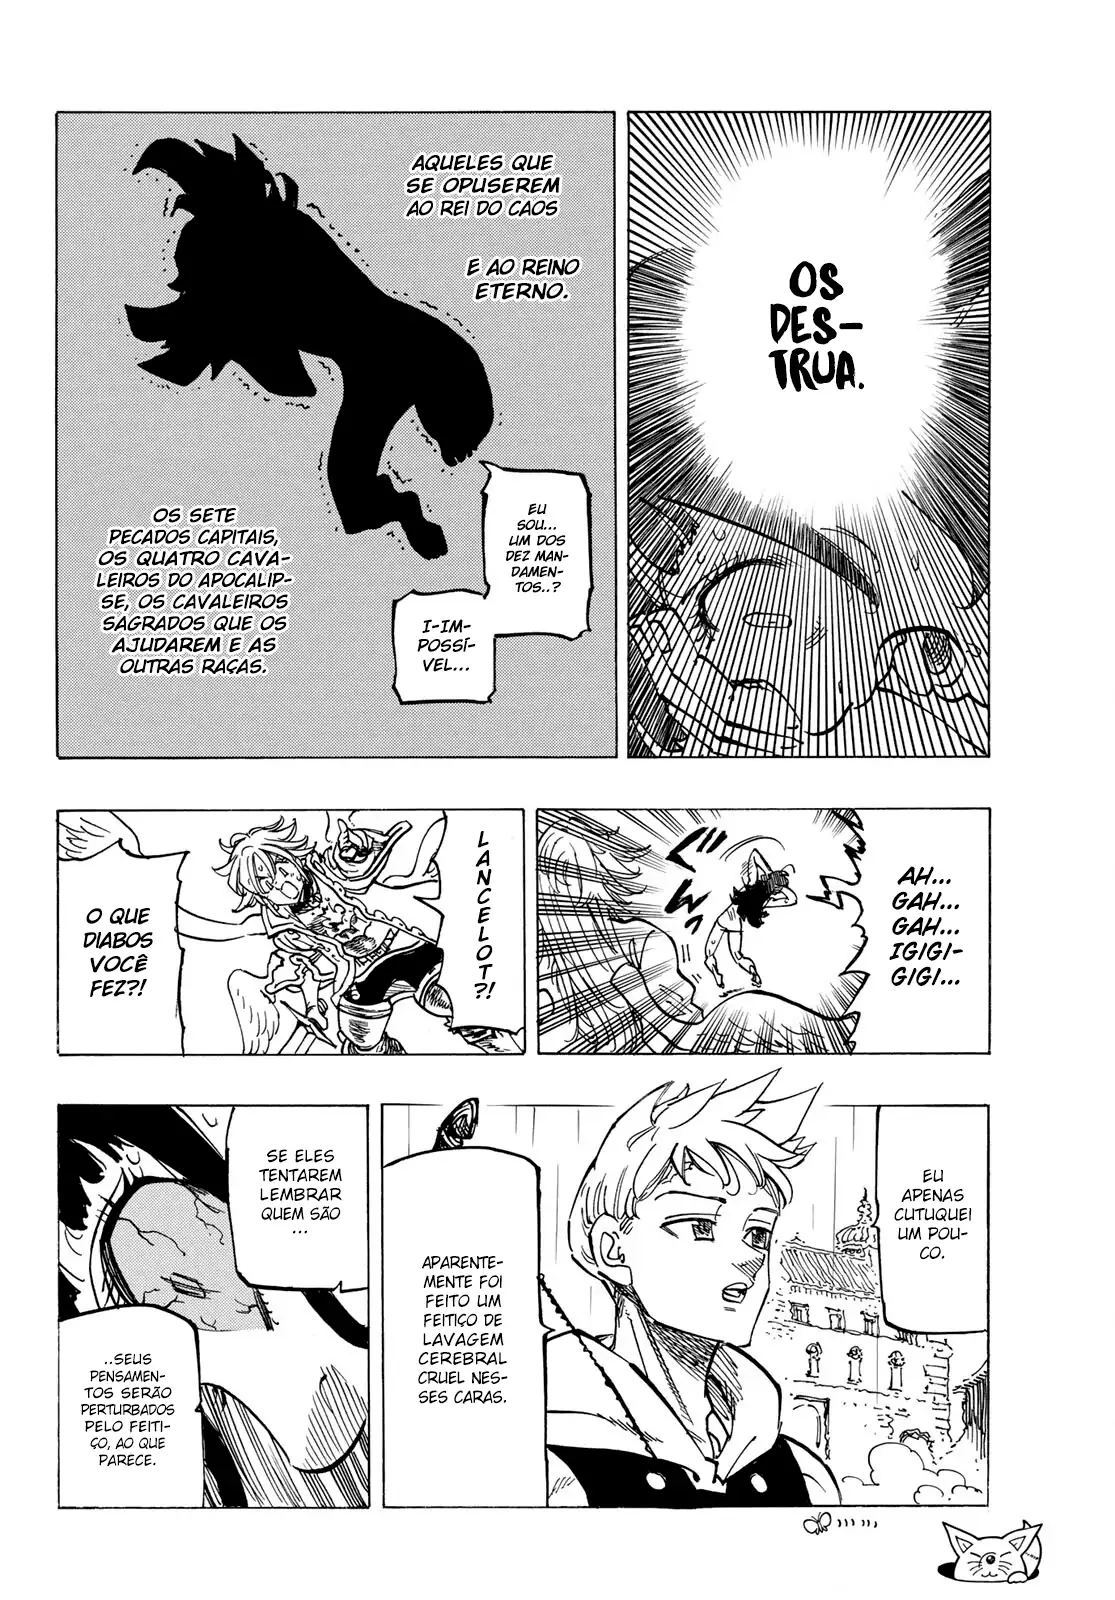 OS
DES-
TRUA.
AQUELES QUE
SE OPUSEREM
AO REI DO CAOS
E AO REINO
ETERNO.
EU
SOU...
UM DOS
DEZ MAN-
DAMEN-
TOS..?
I-IM-
POSSÍ-
VEL...
OS SETE
PECADOS CAPITAIS,
OS QUATRO CAVA-
LEIROS DO APOCALIP-
SE, OS CAVALEIROS
SAGRADOS QUE OS
AJUDAREM E AS
OUTRAS RAÇAS.
AH...
GAH...
GAH...
IGIGI-
GIGI...
LANCELOT?!
O QUE
DIABOS
VOCÊ
FEZ?!
EU
APENAS
CUTUQUEI
UM POU-
CO.
APARENTE-
MENTE FOI
FEITO UM
FEITIÇO DE
LAVAGEM
CEREBRAL
CRUEL NES-
SES CARAS.
SE ELES
TENTAREM
LEMBRAR
QUEM SÃO
...
..SEUS
PENSAMEN-
TOS SERÃO
PERTURBADOS
PELO FEITI-
ÇO, AO QUE
PARECE.